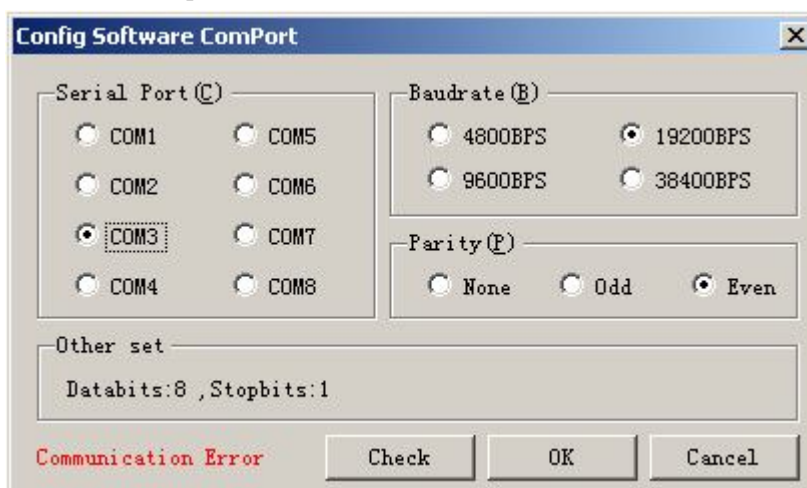 Config Software ComPort
Serial Port(C)
COM1 COM5
COM2 COM6
COM3 COM7
COM4 COM8
Baudrate(B)
4800BPS 19200BPS
9600BPS 38400BPS
Parity(P)
None Odd Even
Other set
Databits:8 ,Stopbits:1
Communication Error
Check OK Cancel